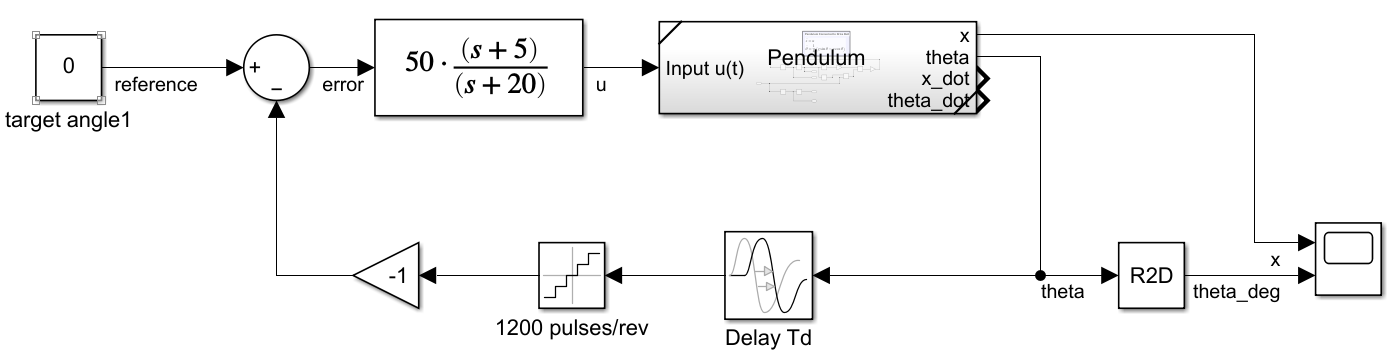 0
target angle1
reference
+
−
error
50 · (s + 5) / (s + 20)
u
Input u(t)
Pendulum
x
theta
x_dot
theta_dot
-1
1200 pulses/rev
Delay Td
theta
R2D
theta_deg
x